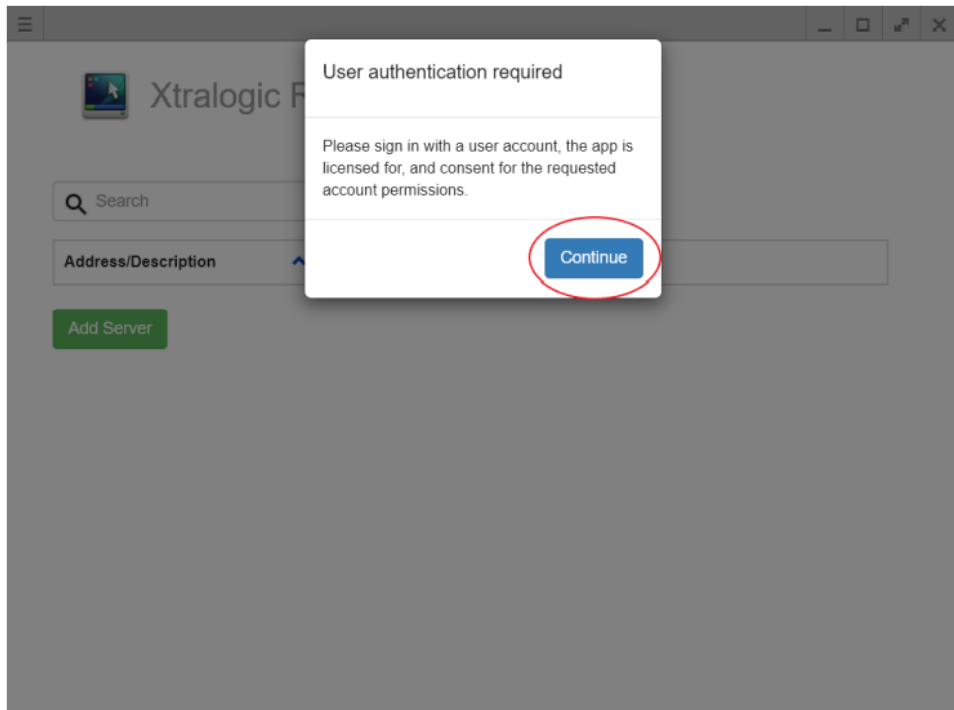 User authentication required
Xtralogic
Please sign in with a user account, the app is
licensed for, and consent for the requested
account permissions.
Search
Continue
Address/Description
Add Server